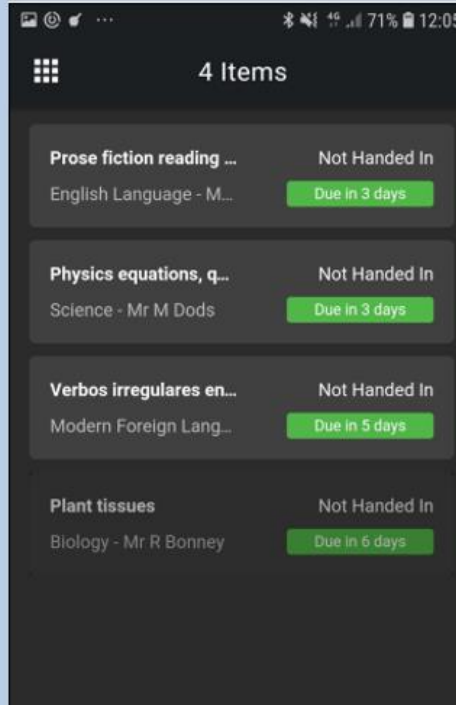 4G 71% 12:05
4 Items
Prose fiction reading ... Not Handed In
English Language - M... Due in 3 days
Physics equations, q... Not Handed In
Science - Mr M Dods Due in 3 days
Verbos irregulares en... Not Handed In
Modern Foreign Lang... Due in 5 days
Plant tissues Not Handed In
Biology - Mr R Bonney Due in 6 days